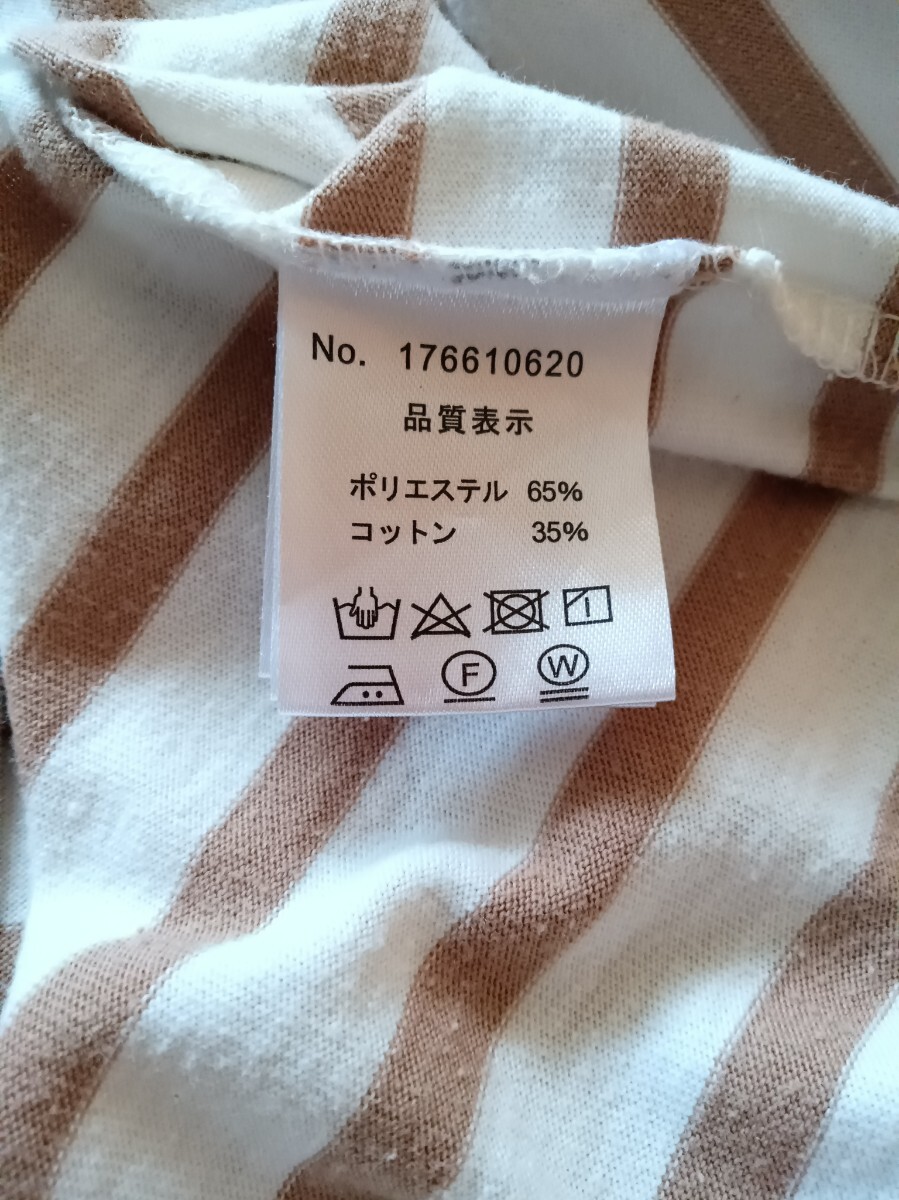 No. 176610620
品質表示
ポリエステル 65%
コットン 35%
F W